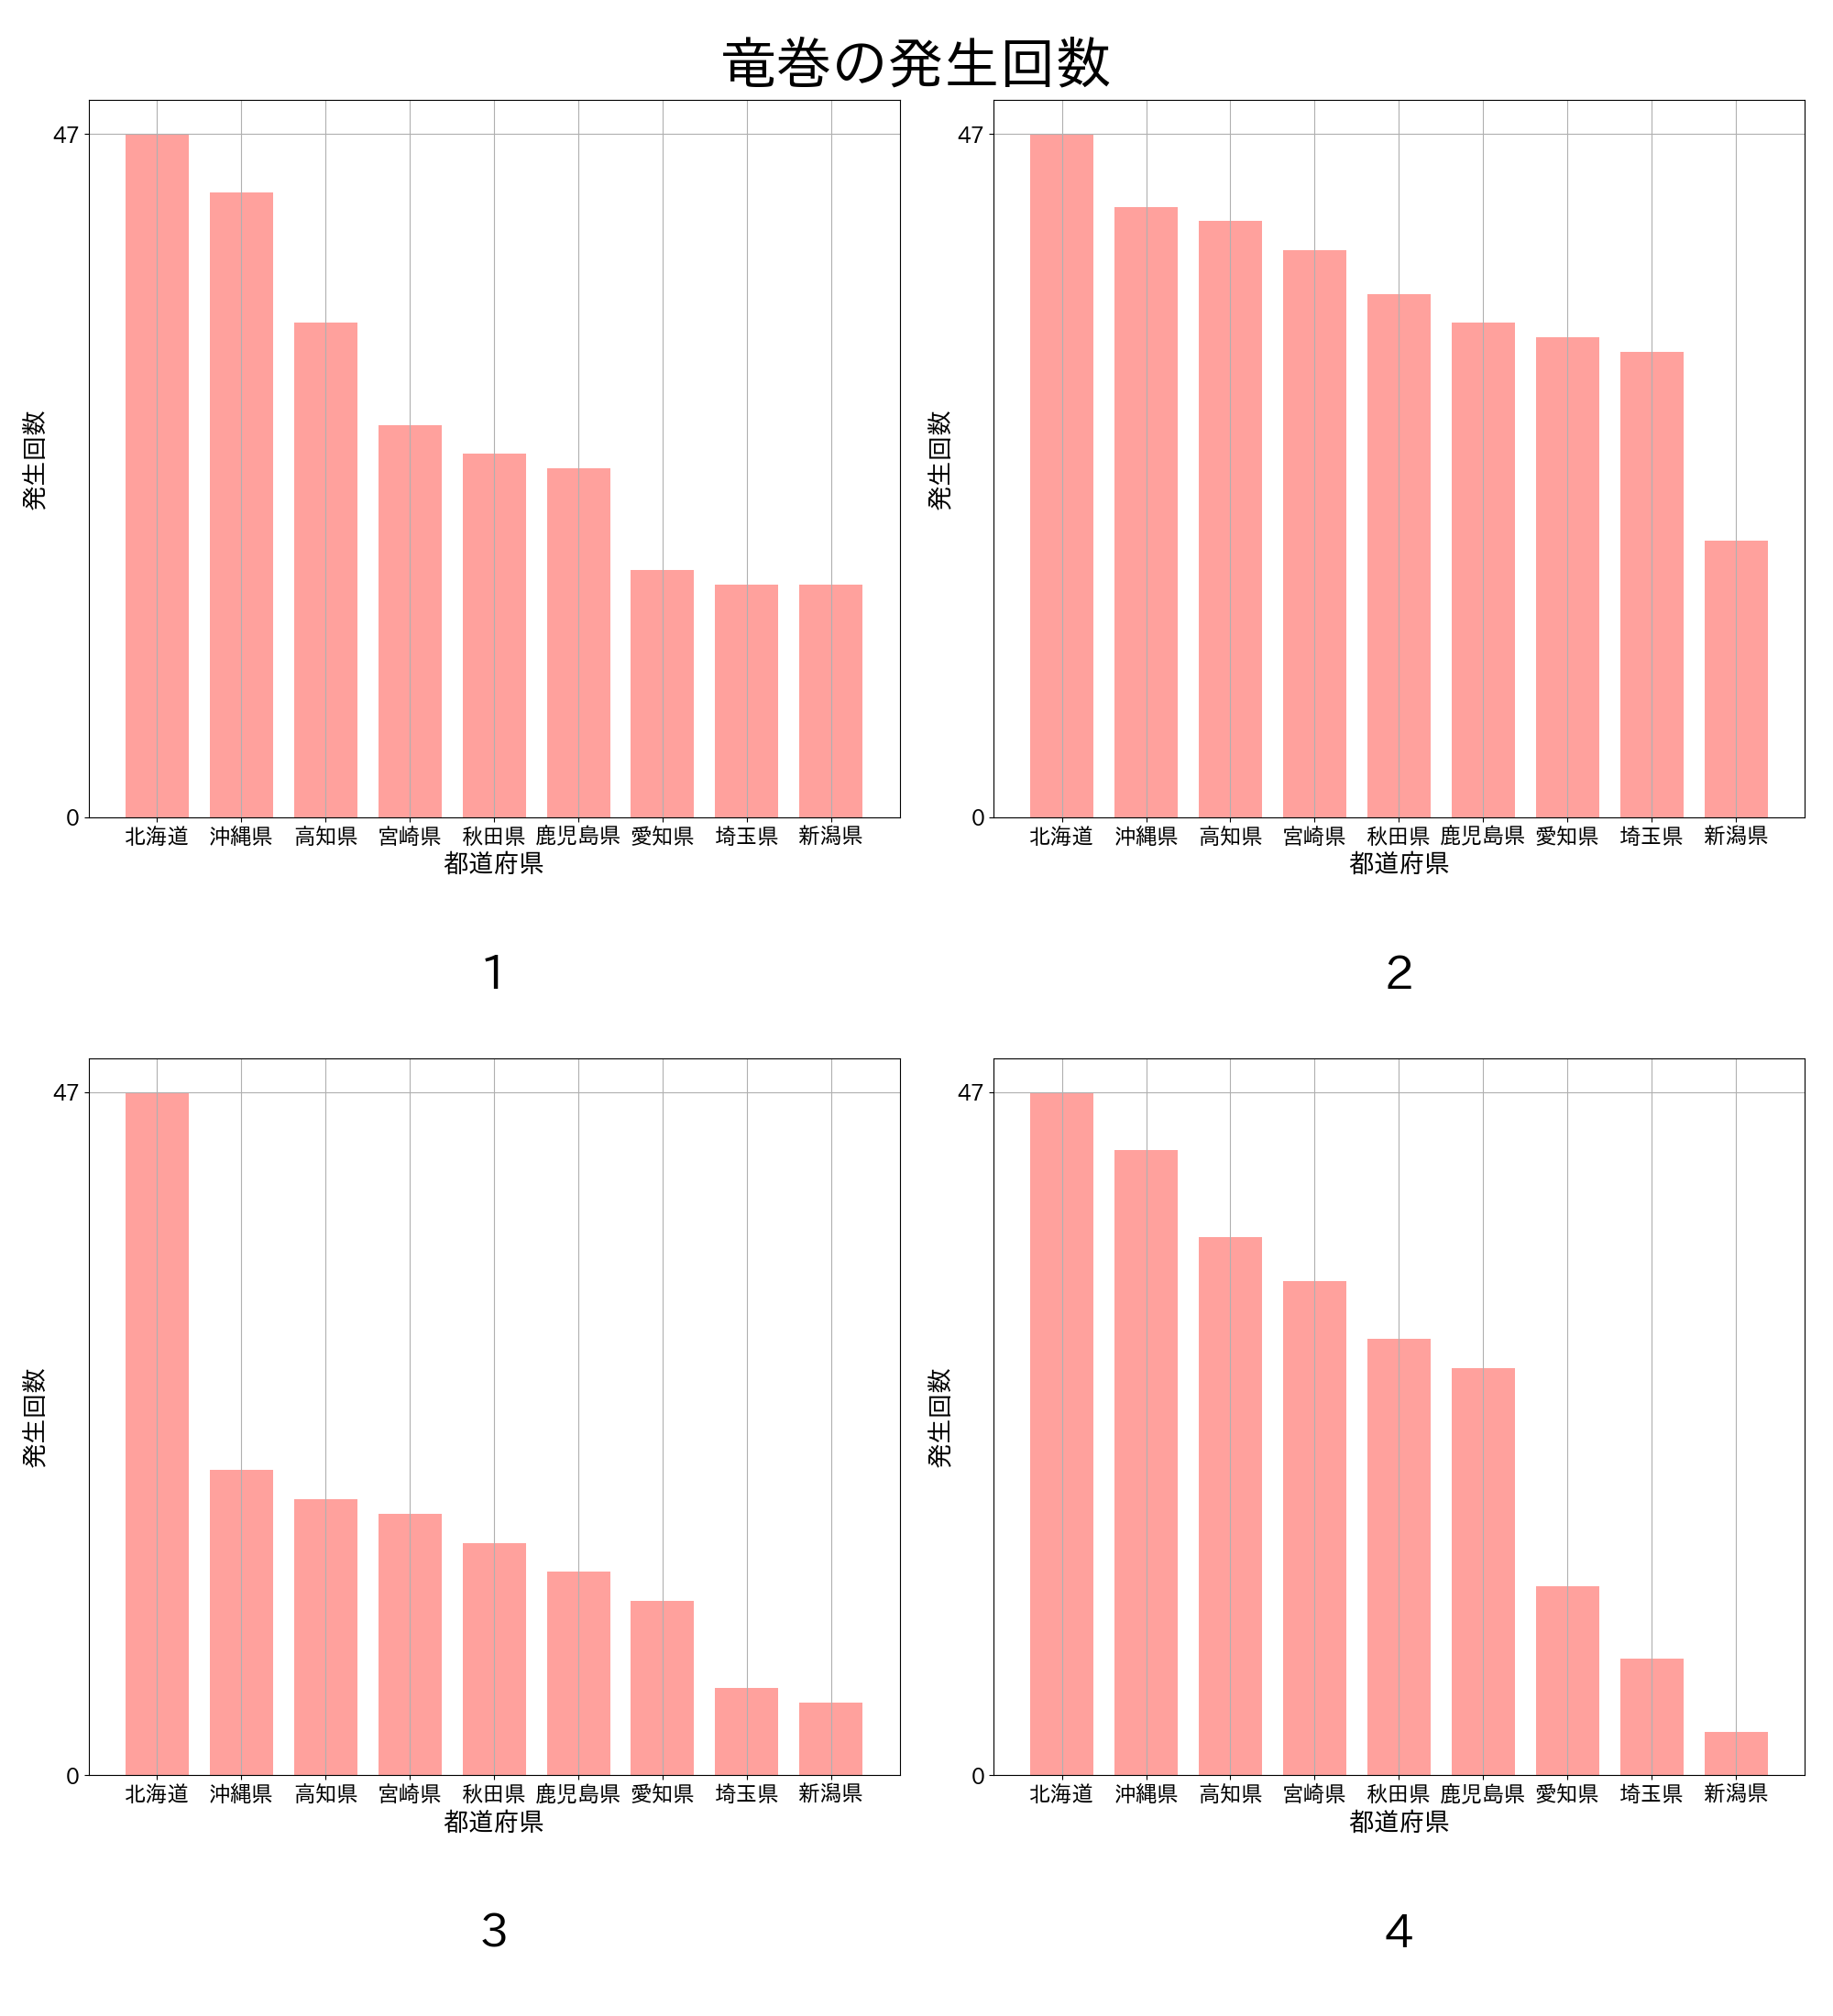 竜巻の発生回数
47
0
発生回数
北海道 沖縄県 高知県 宮崎県 秋田県 鹿児島県 愛知県 埼玉県 新潟県
都道府県
1
47
0
発生回数
北海道 沖縄県 高知県 宮崎県 秋田県 鹿児島県 愛知県 埼玉県 新潟県
都道府県
2
47
0
発生回数
北海道 沖縄県 高知県 宮崎県 秋田県 鹿児島県 愛知県 埼玉県 新潟県
都道府県
3
47
0
発生回数
北海道 沖縄県 高知県 宮崎県 秋田県 鹿児島県 愛知県 埼玉県 新潟県
都道府県
4